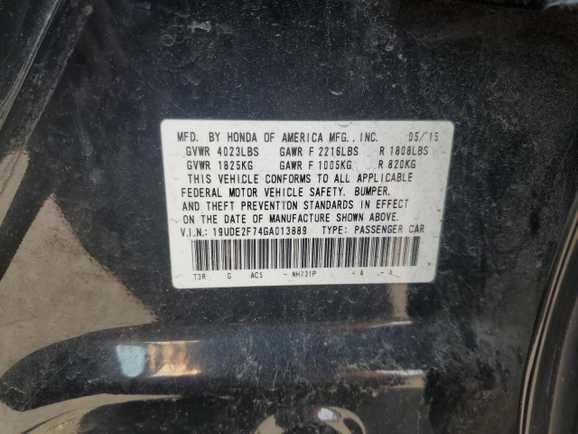 MFD. BY HONDA OF AMERICA MFG., INC. 05/15
GVWR 4023LBS GAWR F 2216LBS R 1808LBS
GVWR 1825KG GAWR F 1005KG R 820KG
THIS VEHICLE CONFORMS TO ALL APPLICABLE
FEDERAL MOTOR VEHICLE SAFETY, BUMPER,
AND THEFT PREVENTION STANDARDS IN EFFECT
ON THE DATE OF MANUFACTURE SHOWN ABOVE.
V.I.N.: 19UDE2F74GA013889 TYPE: PASSENGER CAR
T3R G AC5 - NH731P - A - A